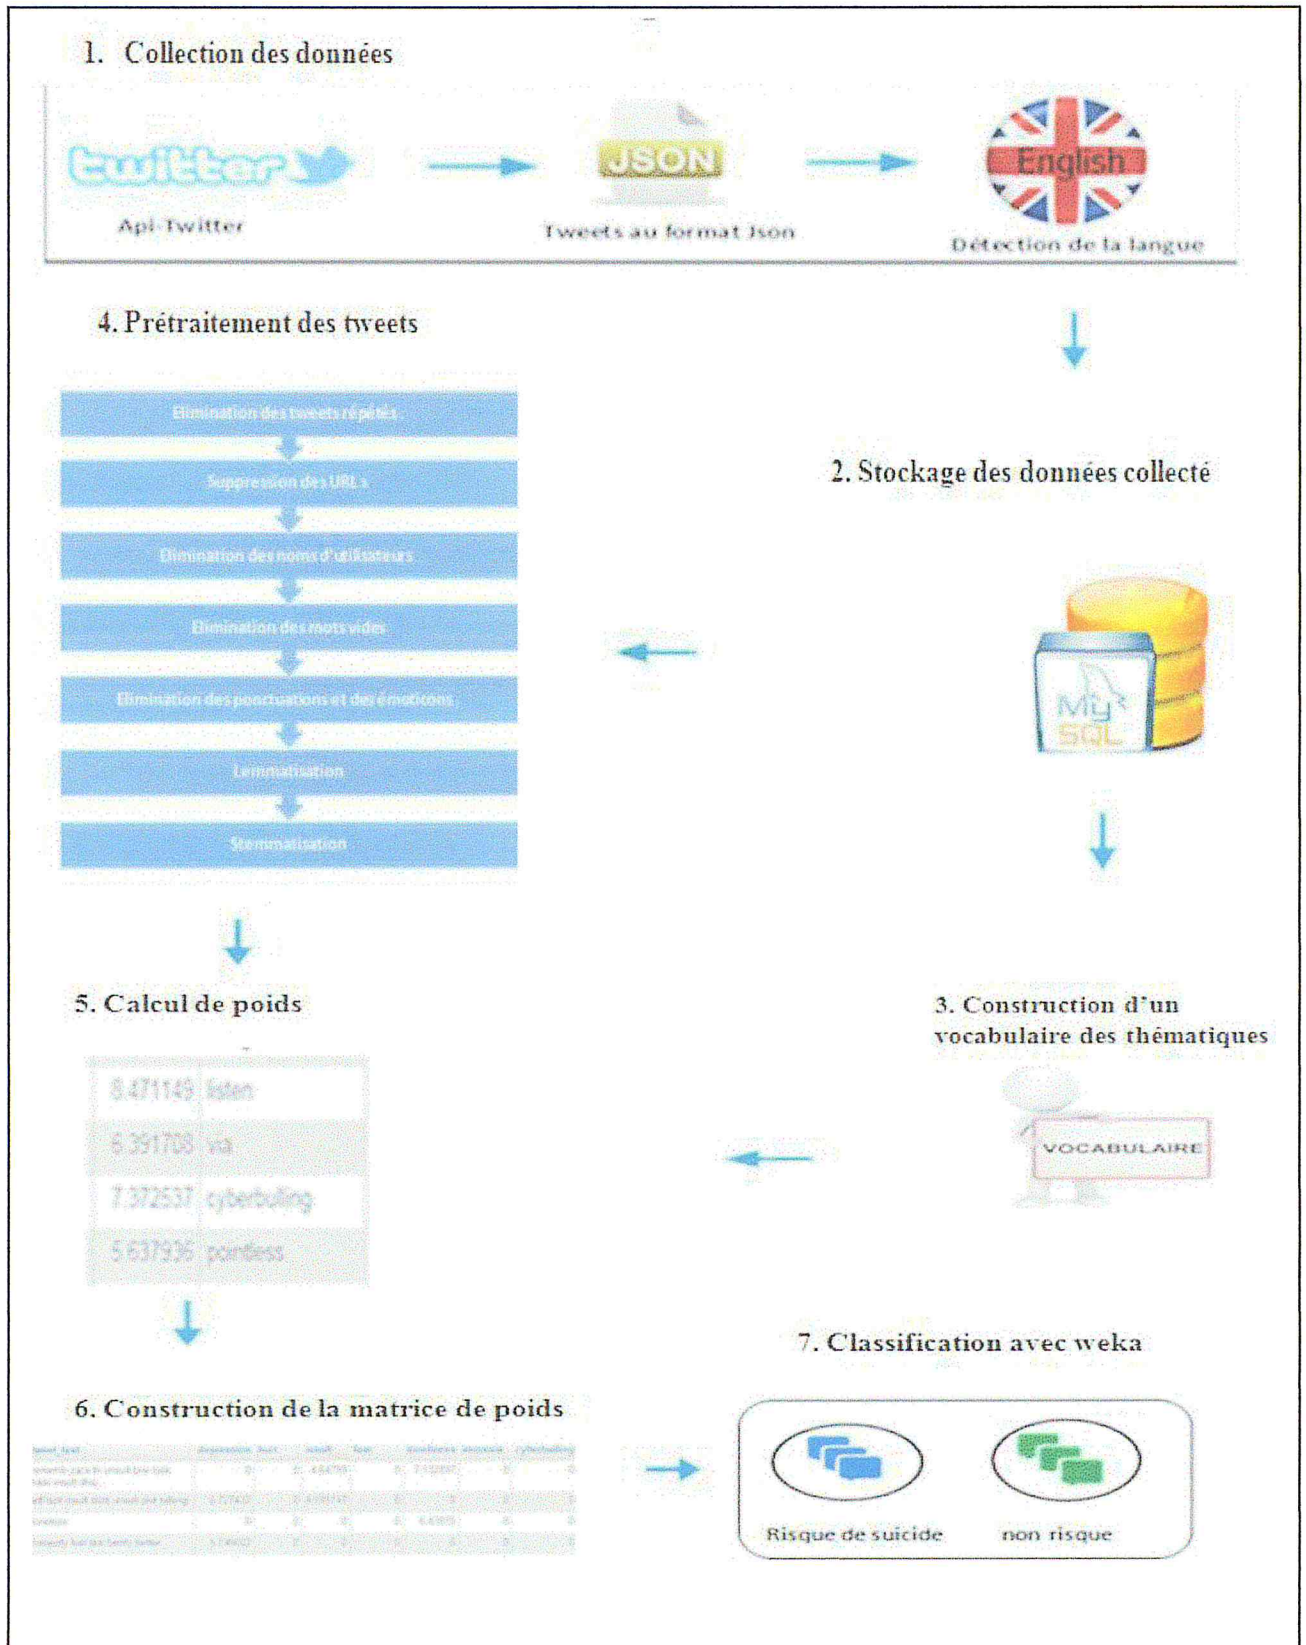 1. Collection des données
twitter
JSON
English
Api-Twitter
Tweets au format Json
Détection de la langue
4. Prétraitement des tweets
Elimination des tweets répétés
Suppression des URLs
Elimination des noms d'utilisateurs
Elimination des mots vides
Elimination des ponctuations et des émoticons
Lemmatisation
Stemmatisation
2. Stockage des données collecté
My
SQL
5. Calcul de poids
8.471149 listen
6.391708 via
7.372537 cyberbulling
5.637936 pointless
3. Construction d'un
vocabulaire des thématiques
VOCABULAIRE
6. Construction de la matrice de poids
7. Classification avec weka
Risque de suicide
non risque